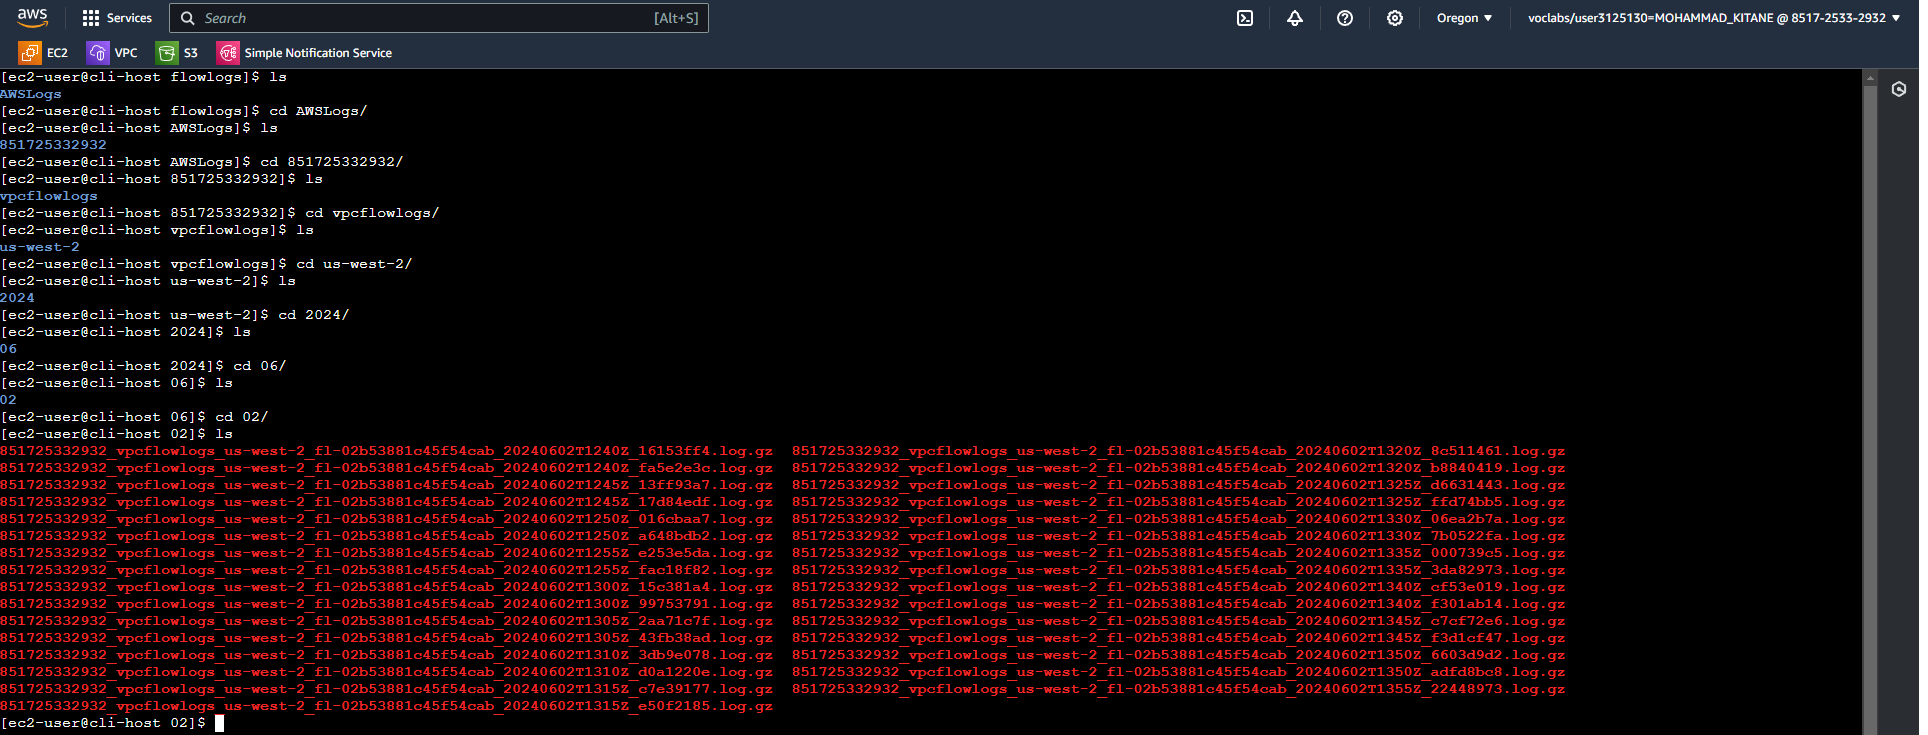 aws Services Search [Alt+S] Oregon ▼ voclabs/user3125130=MOHAMMAD_KITANE @ 8517-2533-2932 ▼
EC2 VPC S3 Simple Notification Service
[ec2-user@cli-host flowlogs]$ ls
AWSLogs
[ec2-user@cli-host flowlogs]$ cd AWSLogs/
[ec2-user@cli-host AWSLogs]$ ls
851725332932
[ec2-user@cli-host AWSLogs]$ cd 851725332932/
[ec2-user@cli-host 851725332932]$ ls
vpcflowlogs
[ec2-user@cli-host 851725332932]$ cd vpcflowlogs/
[ec2-user@cli-host vpcflowlogs]$ ls
us-west-2
[ec2-user@cli-host vpcflowlogs]$ cd us-west-2/
[ec2-user@cli-host us-west-2]$ ls
2024
[ec2-user@cli-host us-west-2]$ cd 2024/
[ec2-user@cli-host 2024]$ ls
06
[ec2-user@cli-host 2024]$ cd 06/
[ec2-user@cli-host 06]$ ls
02
[ec2-user@cli-host 06]$ cd 02/
[ec2-user@cli-host 02]$ ls
851725332932_vpcflowlogs_us-west-2_fl-02b53881c45f54cab_20240602T1240Z_16153ff4.log.gz 851725332932_vpcflowlogs_us-west-2_fl-02b53881c45f54cab_20240602T1320Z_8c511461.log.gz
851725332932_vpcflowlogs_us-west-2_fl-02b53881c45f54cab_20240602T1240Z_fa5e2e3c.log.gz 851725332932_vpcflowlogs_us-west-2_fl-02b53881c45f54cab_20240602T1320Z_b8840419.log.gz
851725332932_vpcflowlogs_us-west-2_fl-02b53881c45f54cab_20240602T1245Z_13ff93a7.log.gz 851725332932_vpcflowlogs_us-west-2_fl-02b53881c45f54cab_20240602T1325Z_d6631443.log.gz
851725332932_vpcflowlogs_us-west-2_fl-02b53881c45f54cab_20240602T1245Z_17d84edf.log.gz 851725332932_vpcflowlogs_us-west-2_fl-02b53881c45f54cab_20240602T1325Z_ffd74bb5.log.gz
851725332932_vpcflowlogs_us-west-2_fl-02b53881c45f54cab_20240602T1250Z_016cbaa7.log.gz 851725332932_vpcflowlogs_us-west-2_fl-02b53881c45f54cab_20240602T1330Z_06ea2b7a.log.gz
851725332932_vpcflowlogs_us-west-2_fl-02b53881c45f54cab_20240602T1250Z_a648bdb2.log.gz 851725332932_vpcflowlogs_us-west-2_fl-02b53881c45f54cab_20240602T1330Z_7b0522fa.log.gz
851725332932_vpcflowlogs_us-west-2_fl-02b53881c45f54cab_20240602T1255Z_e253e5da.log.gz 851725332932_vpcflowlogs_us-west-2_fl-02b53881c45f54cab_20240602T1335Z_000739c5.log.gz
851725332932_vpcflowlogs_us-west-2_fl-02b53881c45f54cab_20240602T1255Z_fac18f82.log.gz 851725332932_vpcflowlogs_us-west-2_fl-02b53881c45f54cab_20240602T1335Z_3da82973.log.gz
851725332932_vpcflowlogs_us-west-2_fl-02b53881c45f54cab_20240602T1300Z_15c381a4.log.gz 851725332932_vpcflowlogs_us-west-2_fl-02b53881c45f54cab_20240602T1340Z_cf53e019.log.gz
851725332932_vpcflowlogs_us-west-2_fl-02b53881c45f54cab_20240602T1300Z_99753791.log.gz 851725332932_vpcflowlogs_us-west-2_fl-02b53881c45f54cab_20240602T1340Z_f301ab14.log.gz
851725332932_vpcflowlogs_us-west-2_fl-02b53881c45f54cab_20240602T1305Z_2aa71c7f.log.gz 851725332932_vpcflowlogs_us-west-2_fl-02b53881c45f54cab_20240602T1345Z_c7cf72e6.log.gz
851725332932_vpcflowlogs_us-west-2_fl-02b53881c45f54cab_20240602T1305Z_43fb38ad.log.gz 851725332932_vpcflowlogs_us-west-2_fl-02b53881c45f54cab_20240602T1345Z_f3d1cf47.log.gz
851725332932_vpcflowlogs_us-west-2_fl-02b53881c45f54cab_20240602T1310Z_3db9e078.log.gz 851725332932_vpcflowlogs_us-west-2_fl-02b53881c45f54cab_20240602T1350Z_6603d9d2.log.gz
851725332932_vpcflowlogs_us-west-2_fl-02b53881c45f54cab_20240602T1310Z_d0a1220e.log.gz 851725332932_vpcflowlogs_us-west-2_fl-02b53881c45f54cab_20240602T1350Z_adfd8bc8.log.gz
851725332932_vpcflowlogs_us-west-2_fl-02b53881c45f54cab_20240602T1315Z_c7e39177.log.gz 851725332932_vpcflowlogs_us-west-2_fl-02b53881c45f54cab_20240602T1355Z_22448973.log.gz
851725332932_vpcflowlogs_us-west-2_fl-02b53881c45f54cab_20240602T1315Z_e50f2185.log.gz
[ec2-user@cli-host 02]$